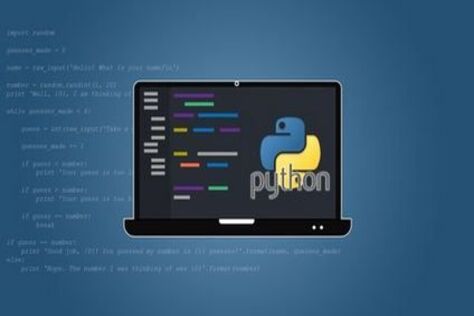 import random
guesses_made = 0
name = raw_input('Hello! What is your name?\n')
number = random.randint(1, 20)
print 'Well, {0}, I am thinking of
while guesses_made < 6:
guess = int(raw_input('Take a
guesses_made += 1
if guess < number:
print 'Your guess is too
if guess > number:
print 'Your guess is too
if guess == number:
break
if guess == number:
print 'Good job, {0}! You guessed my number in {1} guesses!'.format(name, guesses_made)
else:
print 'Nope. The number I was thinking of was {0}'.format(number)
python